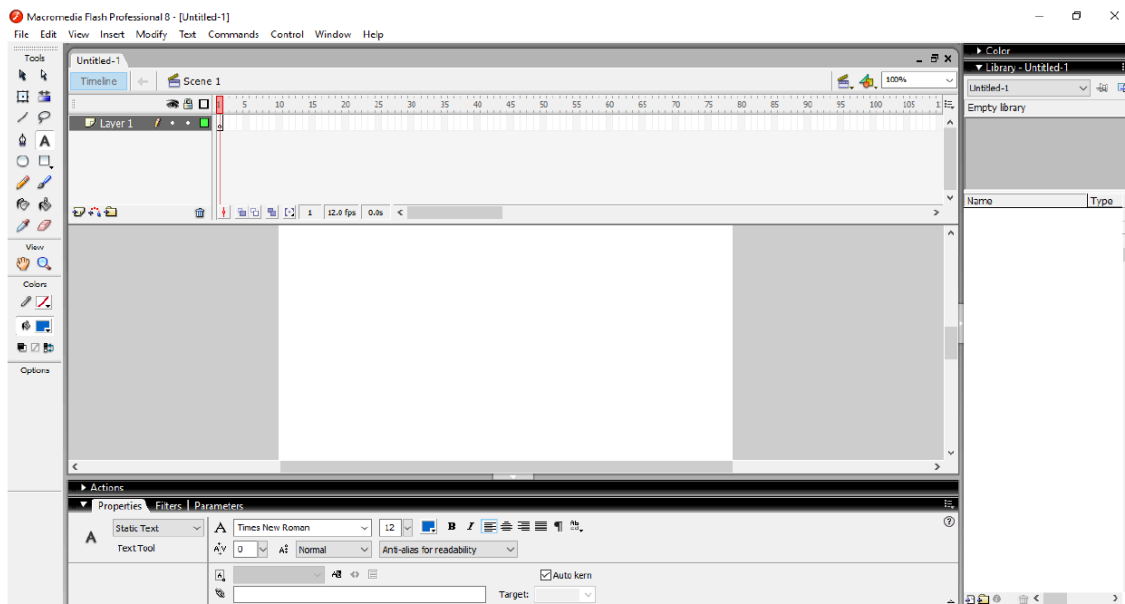 Macromedia Flash Professional 8 - [Untitled-1]
File Edit View Insert Modify Text Commands Control Window Help
Tools
Untitled-1
Timeline Scene 1 100%
1 5 10 15 20 25 30 35 40 45 50 55 60 65 70 75 80 85 90 95 100 105
Layer 1
1 12.0 fps 0.0s
View
Colors
Options
Color
Library - Untitled-1
Untitled-1
Empty library
Name Type
Actions
Properties Filters Parameters
Static Text A Times New Roman 12 B I
A Text Tool A/V 0 Normal Anti-alias for readability
Auto kern
Target: